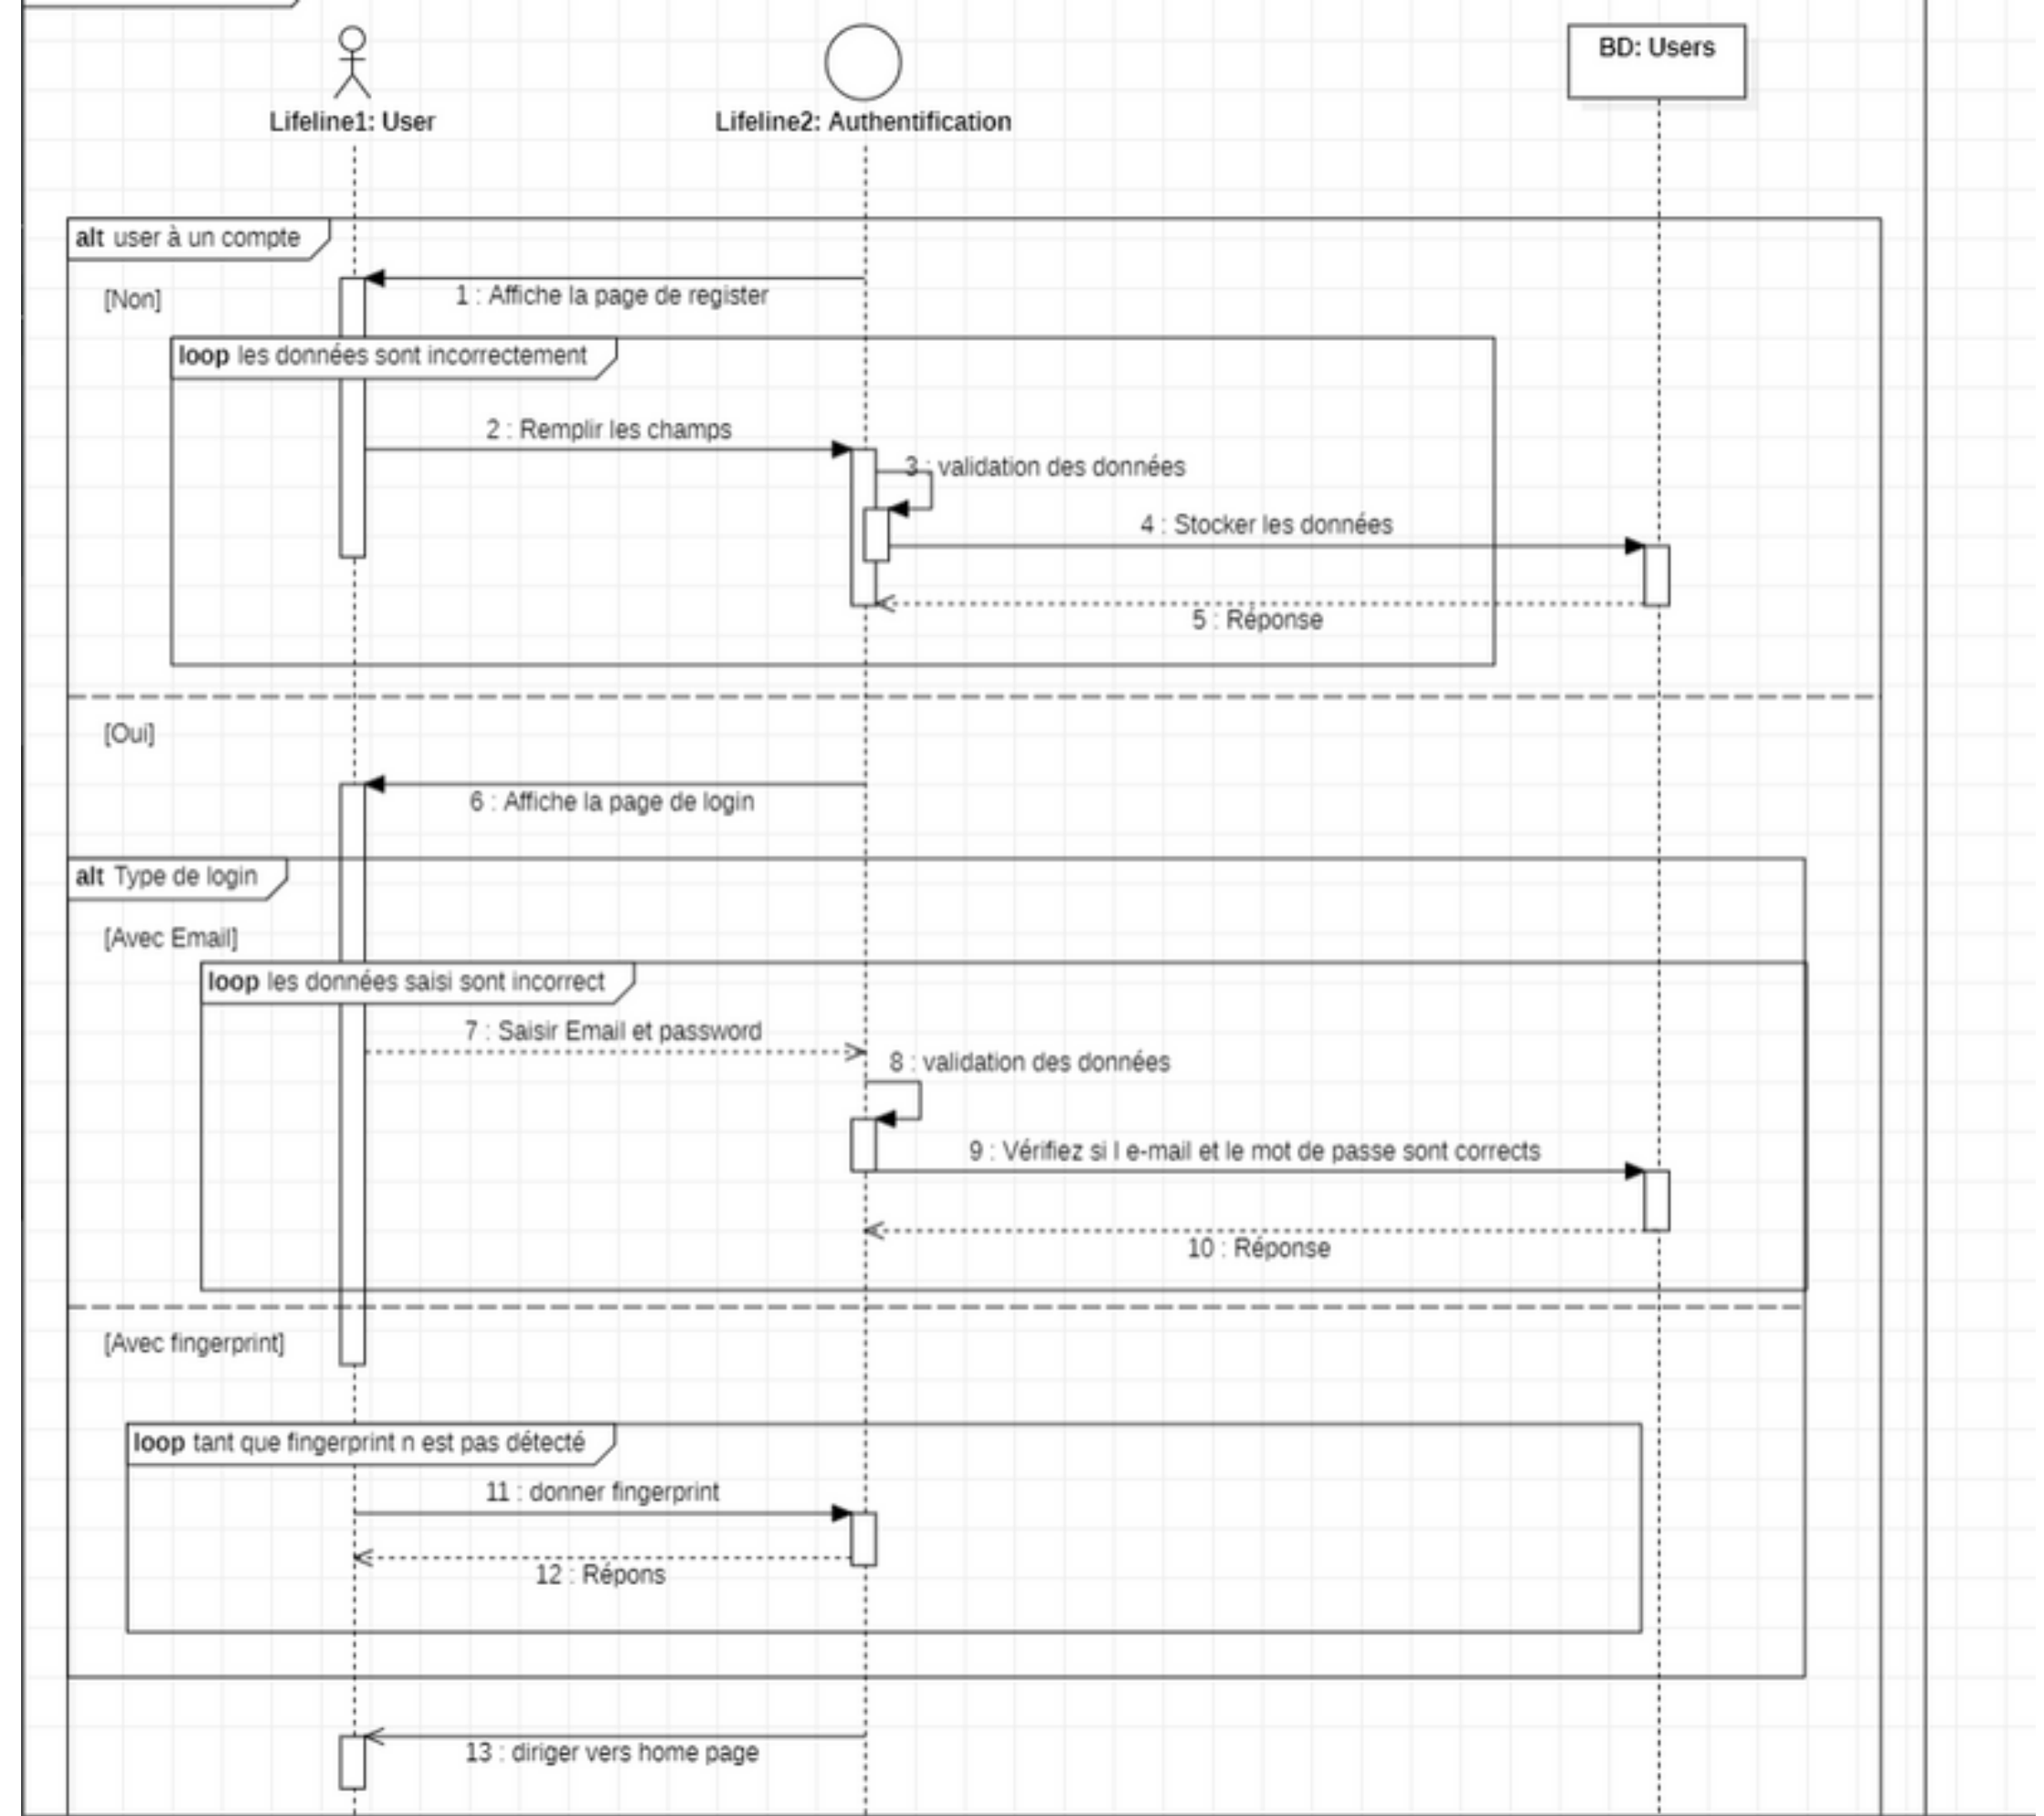 Lifeline1: User
Lifeline2: Authentification
BD: Users
alt user à un compte
[Non]
1 : Affiche la page de register
loop les données sont incorrectement
2 : Remplir les champs
3 : validation des données
4 : Stocker les données
5 : Réponse
[Oui]
6 : Affiche la page de login
alt Type de login
[Avec Email]
loop les données saisi sont incorrect
7 : Saisir Email et password
8 : validation des données
9 : Vérifiez si l e-mail et le mot de passe sont corrects
10 : Réponse
[Avec fingerprint]
loop tant que fingerprint n est pas détecté
11 : donner fingerprint
12 : Répons
13 : diriger vers home page